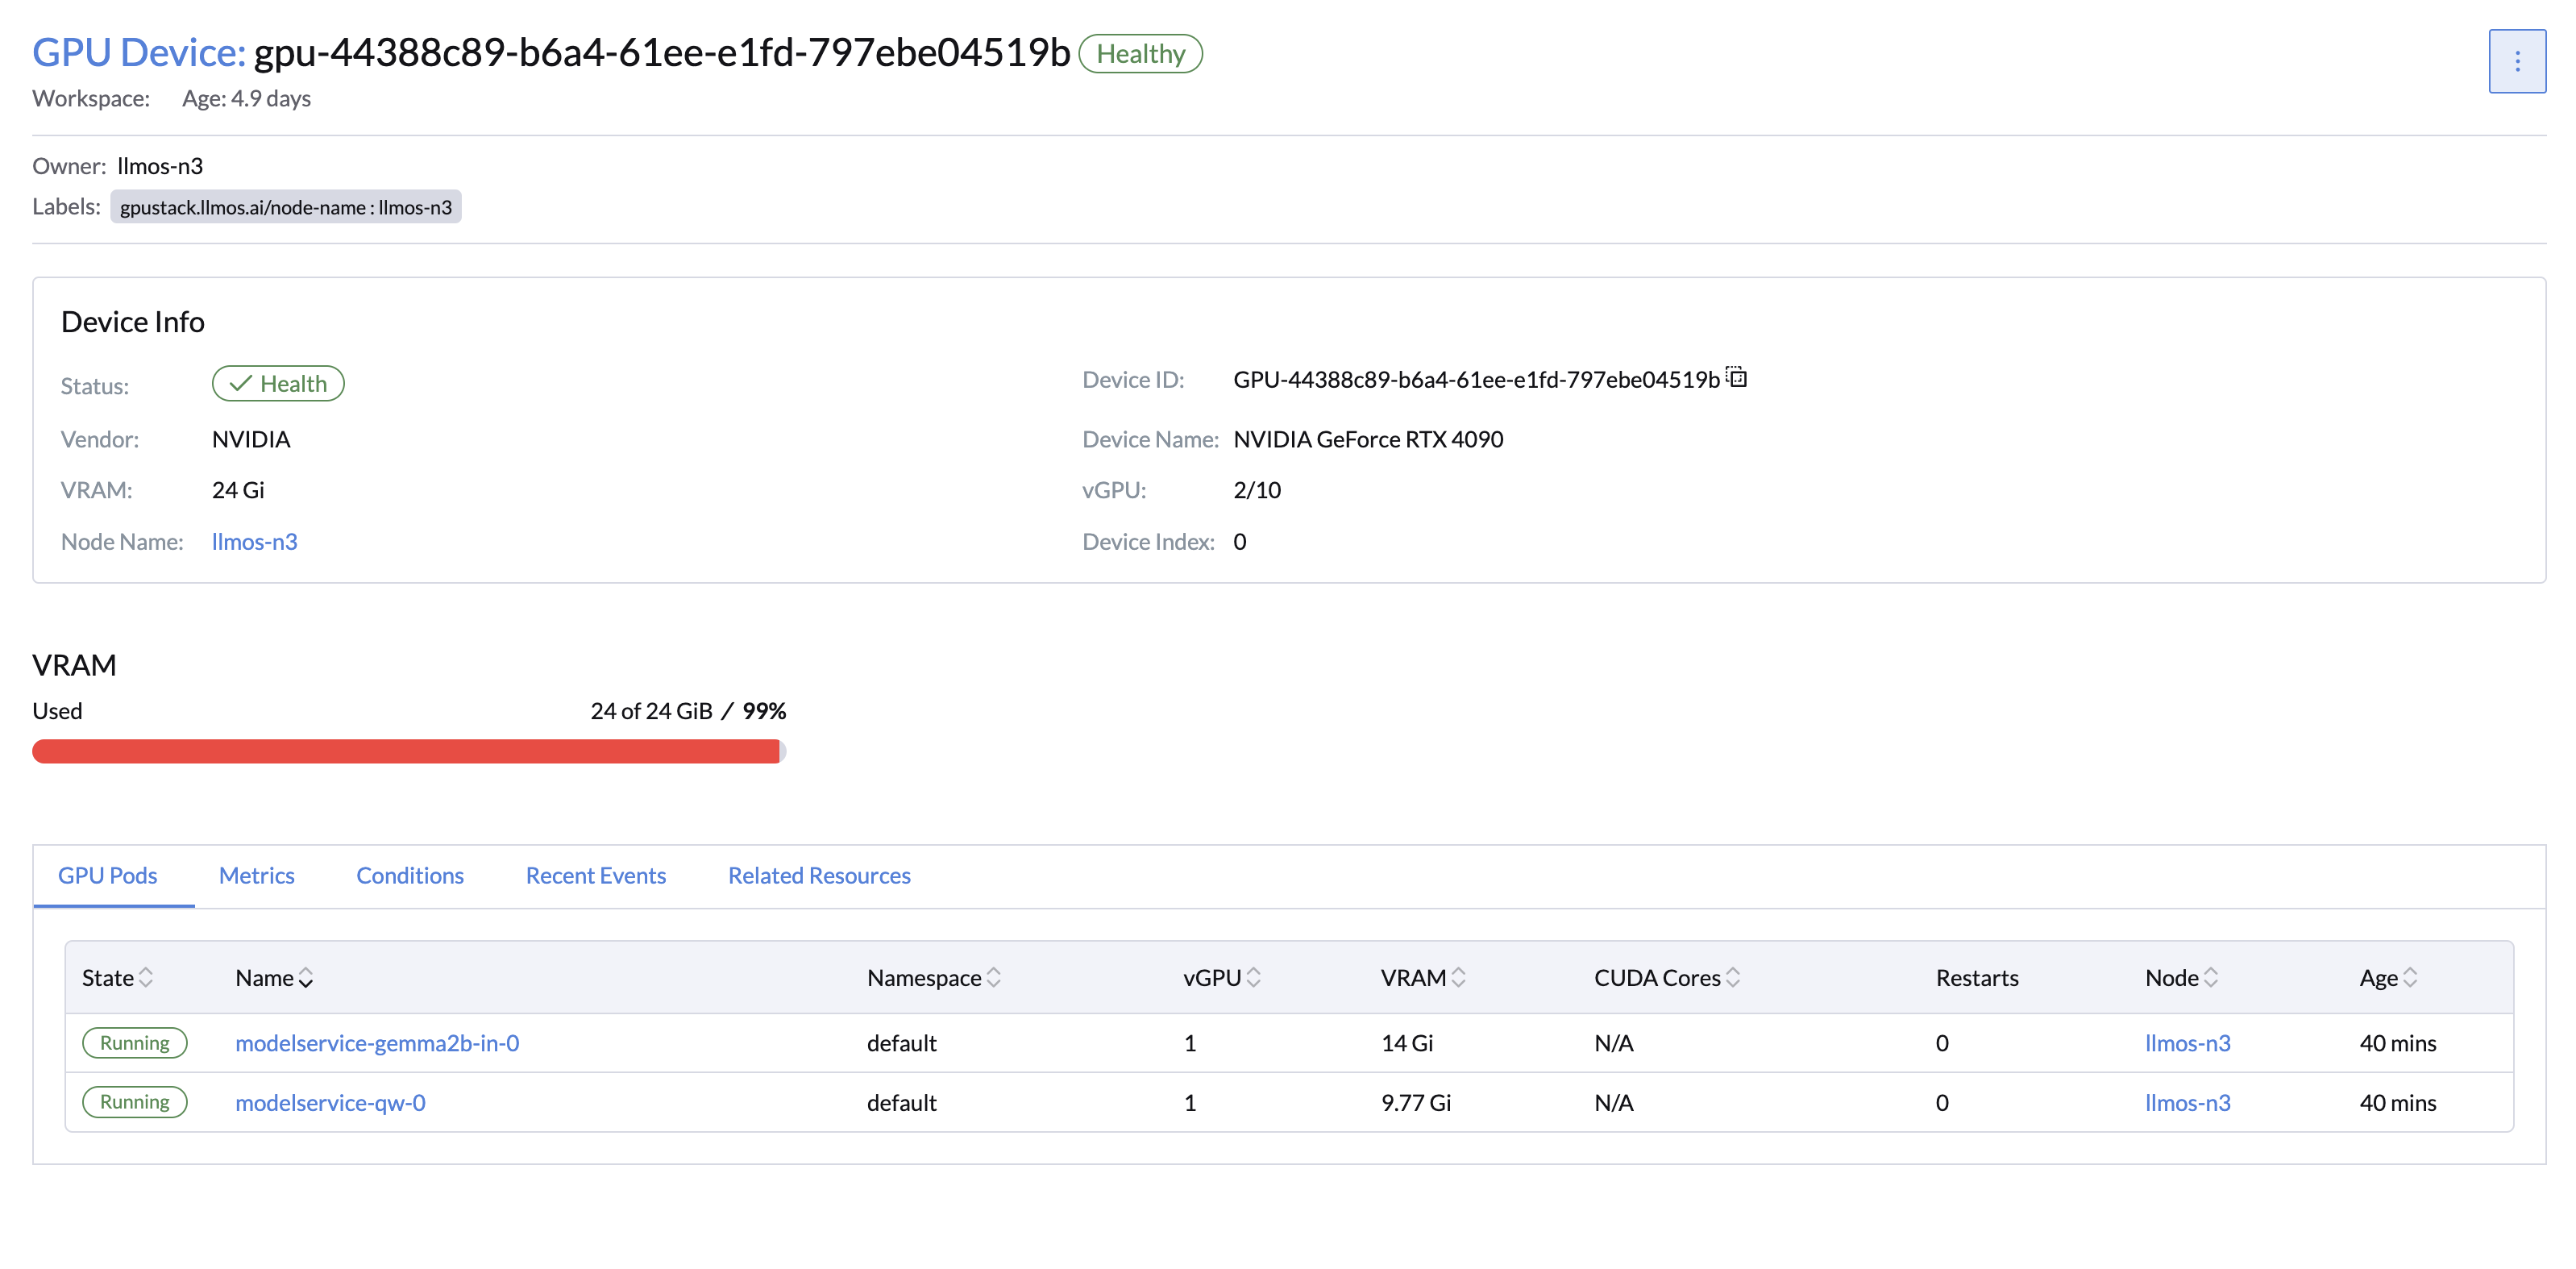 GPU Device: gpu-44388c89-b6a4-61ee-e1fd-797ebe04519b Healthy
Workspace: Age: 4.9 days
Owner: llmos-n3
Labels: gpustack.llmos.ai/node-name : llmos-n3
Device Info
Status: Health
Device ID: GPU-44388c89-b6a4-61ee-e1fd-797ebe04519b
Vendor: NVIDIA
Device Name: NVIDIA GeForce RTX 4090
VRAM: 24 Gi
vGPU: 2/10
Node Name: llmos-n3
Device Index: 0
VRAM
Used 24 of 24 GiB / 99%
GPU Pods Metrics Conditions Recent Events Related Resources
State Name Namespace vGPU VRAM CUDA Cores Restarts Node Age
Running modelservice-gemma2b-in-0 default 1 14 Gi N/A 0 llmos-n3 40 mins
Running modelservice-qw-0 default 1 9.77 Gi N/A 0 llmos-n3 40 mins